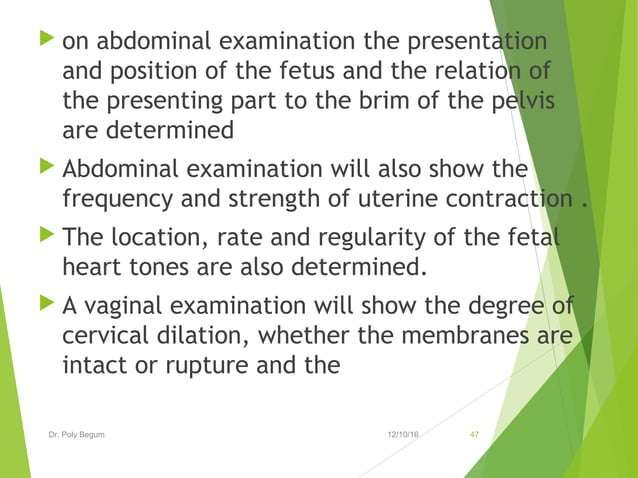 on abdominal examination the presentation
and position of the fetus and the relation of
the presenting part to the brim of the pelvis
are determined
Abdominal examination will also show the
frequency and strength of uterine contraction .
The location, rate and regularity of the fetal
heart tones are also determined.
A vaginal examination will show the degree of
cervical dilation, whether the membranes are
intact or rupture and the
Dr. Poly Begum 12/10/16 47